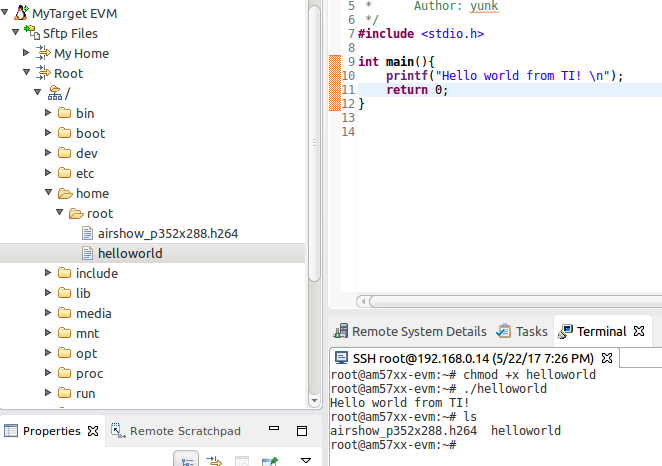 MyTarget EVM
Sftp Files
My Home
Root
/
bin
boot
dev
etc
home
root
airshow_p352x288.h264
helloworld
include
lib
media
mnt
opt
proc
run
Properties
Remote Scratchpad
5 *      Author: yunk
6 */
7 #include <stdio.h>
8
9 int main(){
10     printf("Hello world from TI! \n");
11     return 0;
12 }
13
14
Remote System Details Tasks Terminal
SSH root@192.168.0.14 (5/22/17 7:26 PM)
root@am57xx-evm:~# chmod +x helloworld
root@am57xx-evm:~# ./helloworld
Hello world from TI!
root@am57xx-evm:~# ls
airshow_p352x288.h264  helloworld
root@am57xx-evm:~#